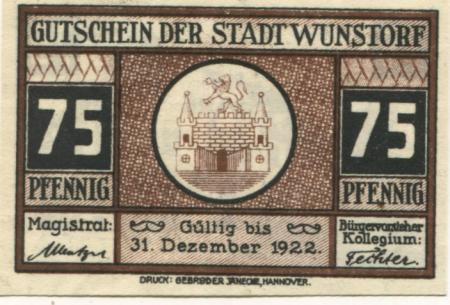 GUTSCHEIN DER STADT WUNSTORF
75 75
PFENNIG PFENNIG
Magistrat: Gültig bis Bürgervorsteher
31. Dezember 1922. Kollegium:
DRUCK: GEBRÜDER JÄNECKE, HANNOVER.